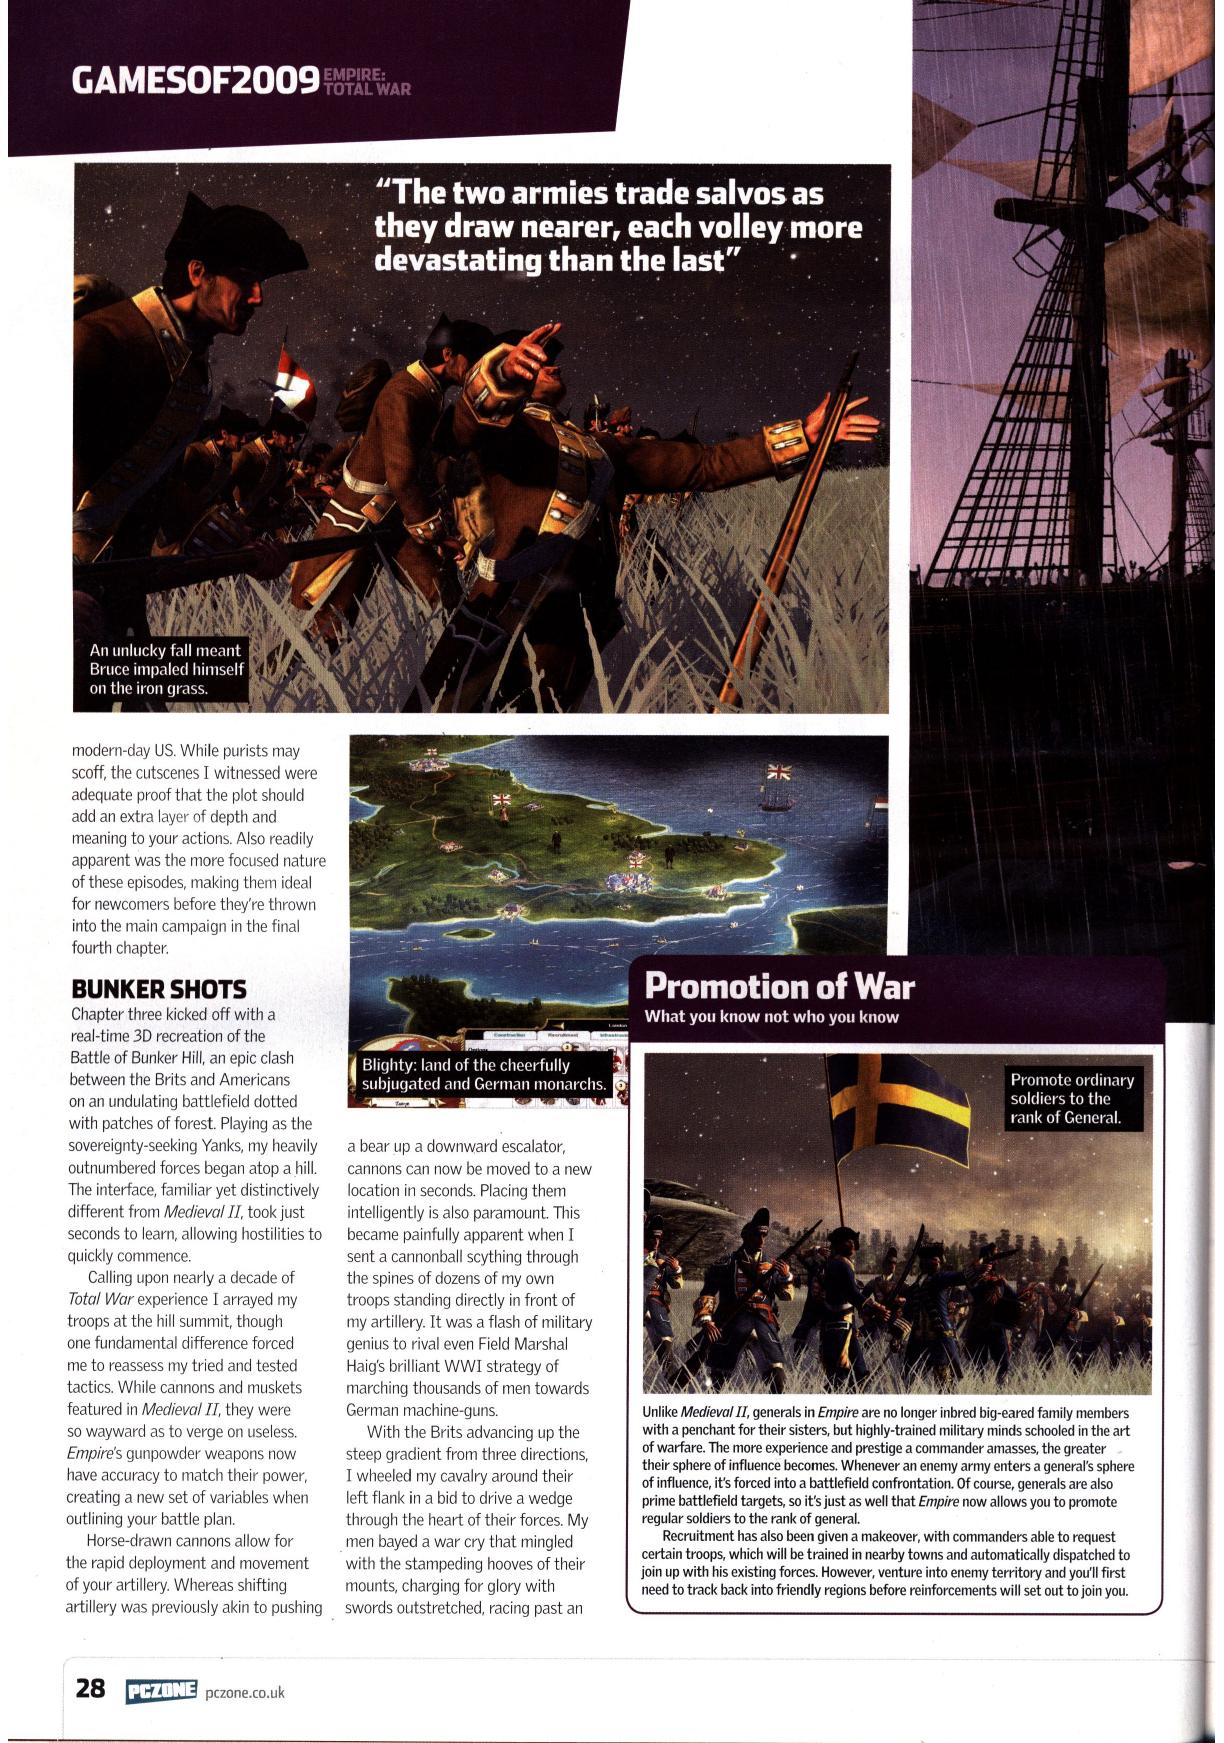 GAMESOF2009 EMPIRE:
TOTAL WAR
“The two armies trade salvos as
they draw nearer, each volley more
devastating than the last”
An unlucky fall meant
Bruce impaled himself
on the iron grass.
modern-day US. While purists may
scoff, the cutscenes I witnessed were
adequate proof that the plot should
add an extra layer of depth and
meaning to your actions. Also readily
apparent was the more focused nature
of these episodes, making them ideal
for newcomers before they're thrown
into the main campaign in the final
fourth chapter.
BUNKER SHOTS
Chapter three kicked off with a
real-time 3D recreation of the
Battle of Bunker Hill, an epic clash
between the Brits and Americans
on an undulating battlefield dotted
with patches of forest. Playing as the
sovereignty-seeking Yanks, my heavily
outnumbered forces began atop a hill.
The interface, familiar yet distinctively
different from Medieval II, took just
seconds to learn, allowing hostilities to
quickly commence.
Calling upon nearly a decade of
Total War experience I arrayed my
troops at the hill summit, though
one fundamental difference forced
me to reassess my tried and tested
tactics. While cannons and muskets
featured in Medieval II, they were
so wayward as to verge on useless.
Empire's gunpowder weapons now
have accuracy to match their power,
creating a new set of variables when
outlining your battle plan.
Horse-drawn cannons allow for
the rapid deployment and movement
of your artillery. Whereas shifting
artillery was previously akin to pushing
London
Construction Recruitment
Blighty: land of the cheerfully
subjugated and German monarchs.
a bear up a downward escalator,
cannons can now be moved to a new
location in seconds. Placing them
intelligently is also paramount. This
became painfully apparent when I
sent a cannonball scything through
the spines of dozens of my own
troops standing directly in front of
my artillery. It was a flash of military
genius to rival even Field Marshal
Haig's brilliant WWI strategy of
marching thousands of men towards
German machine-guns.
With the Brits advancing up the
steep gradient from three directions,
I wheeled my cavalry around their
left flank in a bid to drive a wedge
through the heart of their forces. My
men bayed a war cry that mingled
with the stampeding hooves of their
mounts, charging for glory with
swords outstretched, racing past an
Promotion of War
What you know not who you know
Promote ordinary
soldiers to the
rank of General.
Unlike Medieval II, generals in Empire are no longer inbred big-eared family members
with a penchant for their sisters, but highly-trained military minds schooled in the art
of warfare. The more experience and prestige a commander amasses, the greater
their sphere of influence becomes. Whenever an enemy army enters a general's sphere
of influence, it's forced into a battlefield confrontation. Of course, generals are also
prime battlefield targets, so it's just as well that Empire now allows you to promote
regular soldiers to the rank of general.
Recruitment has also been given a makeover, with commanders able to request
certain troops, which will be trained in nearby towns and automatically dispatched to
join up with his existing forces. However, venture into enemy territory and you'll first
need to track back into friendly regions before reinforcements will set out to join you.
28 PCZONE pczone.co.uk